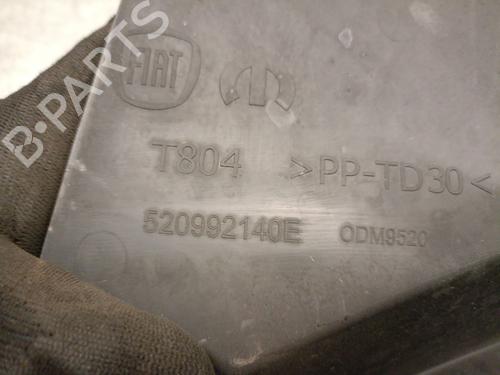 B-PARTS
FIAT
T804 >PP-TD30<
520992140E ODM9520